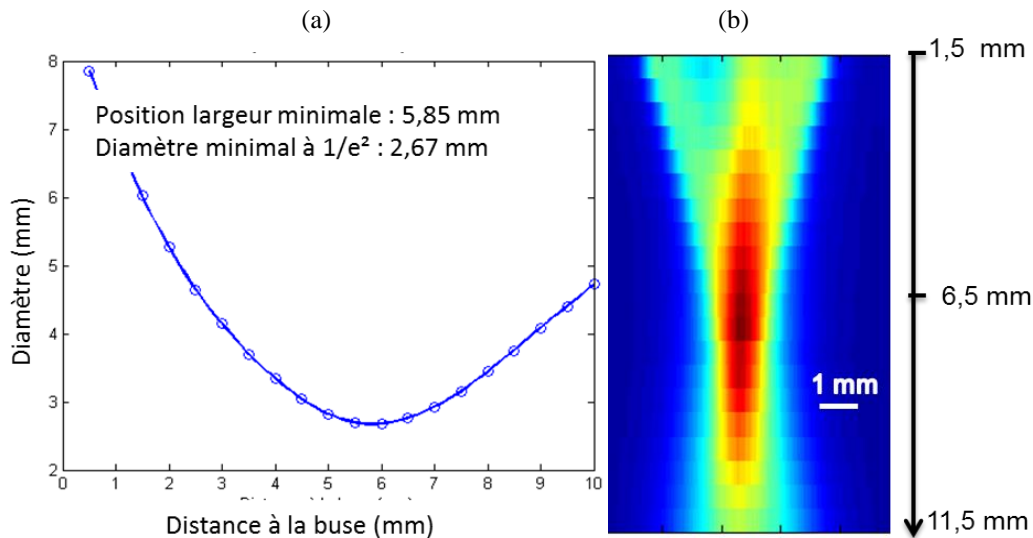 (a)
(b)
Position largeur minimale : 5,85 mm
Diamètre minimal à 1/e² : 2,67 mm
Diamètre (mm)
8
7
6
5
4
3
2
0 1 2 3 4 5 6 7 8 9 10
Distance à la buse (mm)
1 mm
1,5 mm
6,5 mm
11,5 mm